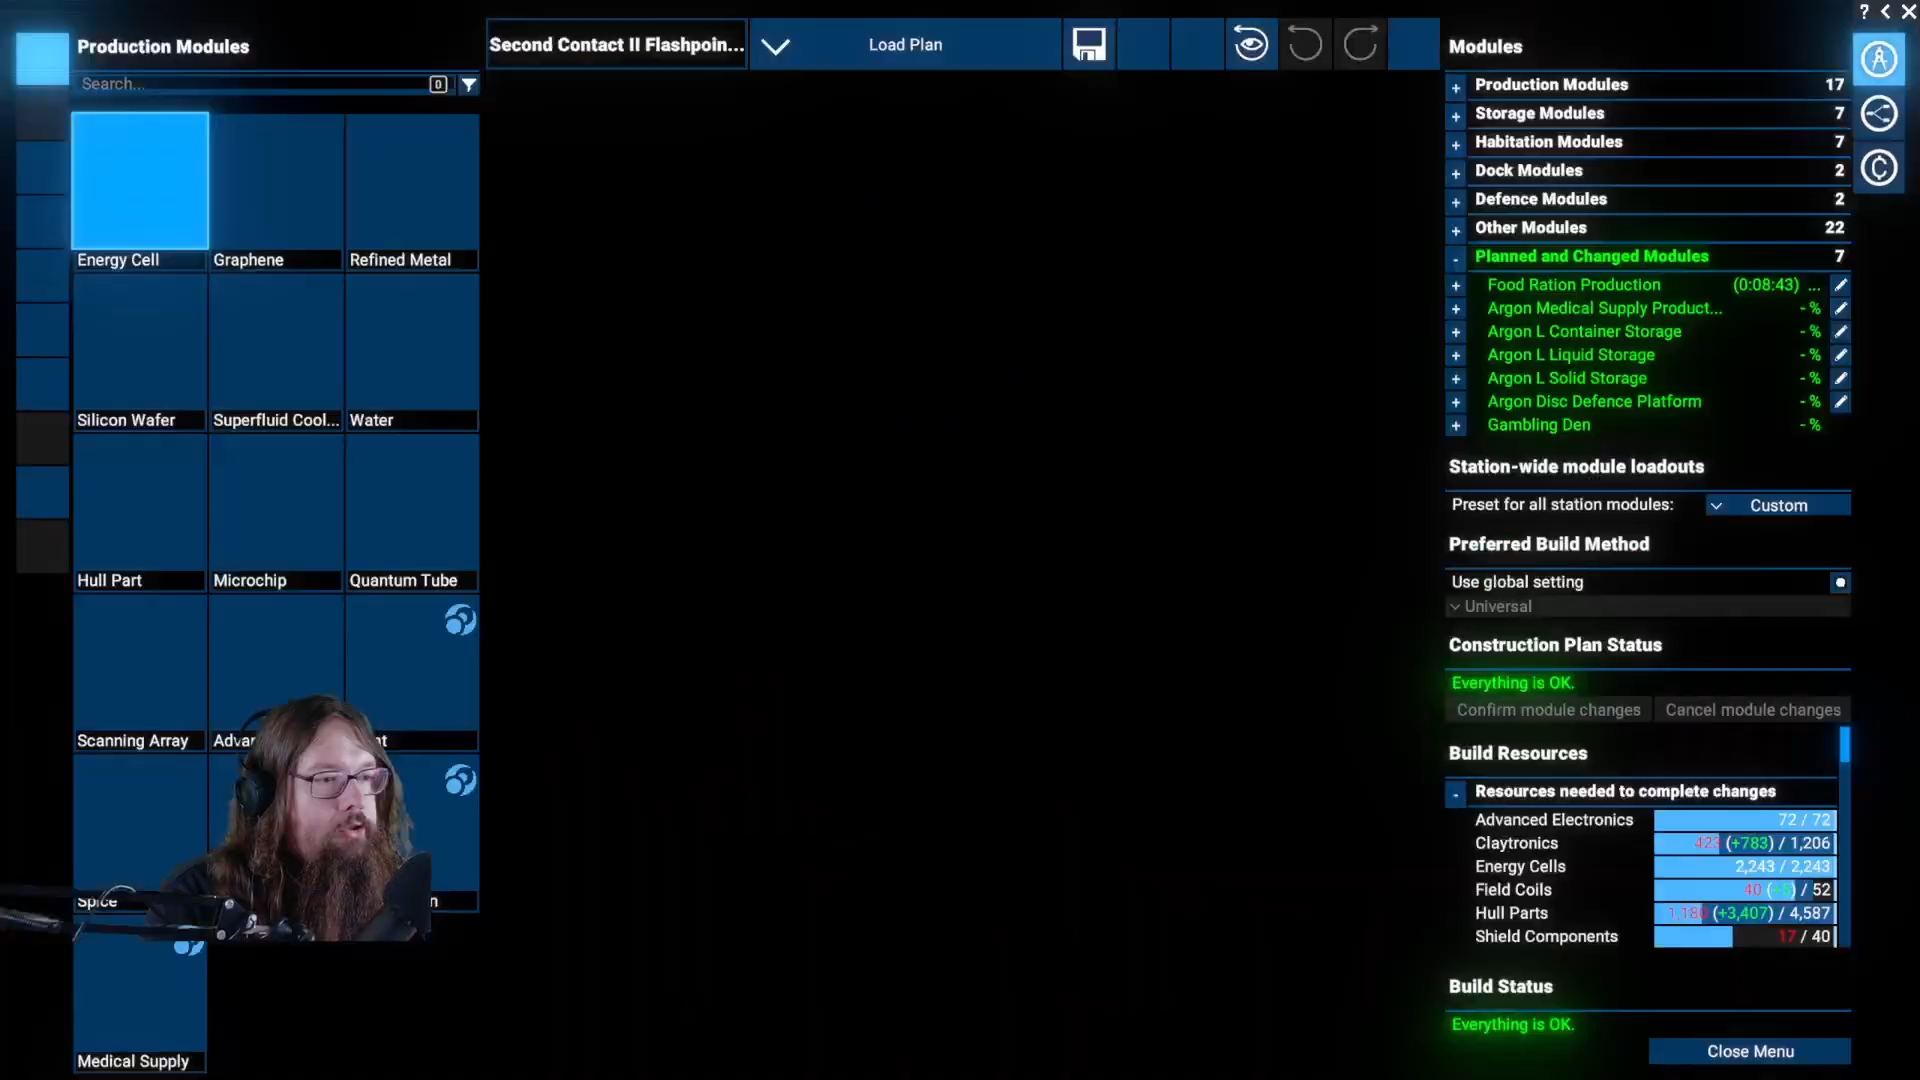 Production Modules
Search...
0
Energy Cell
Graphene
Refined Metal
Silicon Wafer
Superfluid Cool...
Water
Hull Part
Microchip
Quantum Tube
Scanning Array
Spice
Medical Supply
Second Contact II Flashpoin...
Load Plan
? < X
Modules
+ Production Modules 17
+ Storage Modules 7
+ Habitation Modules 7
+ Dock Modules 2
+ Defence Modules 2
+ Other Modules 22
- Planned and Changed Modules 7
+ Food Ration Production (0:08:43) ...
+ Argon Medical Supply Product... - %
+ Argon L Container Storage - %
+ Argon L Liquid Storage - %
+ Argon L Solid Storage - %
+ Argon Disc Defence Platform - %
+ Gambling Den - %
Station-wide module loadouts
Preset for all station modules: Custom
Preferred Build Method
Use global setting
Universal
Construction Plan Status
Everything is OK.
Confirm module changes Cancel module changes
Build Resources
- Resources needed to complete changes
Advanced Electronics 72 / 72
Claytronics 423 (+783) / 1,206
Energy Cells 2,243 / 2,243
Field Coils 40 / 52
Hull Parts 1,180 (+3,407) / 4,587
Shield Components 17 / 40
Build Status
Everything is OK.
Close Menu